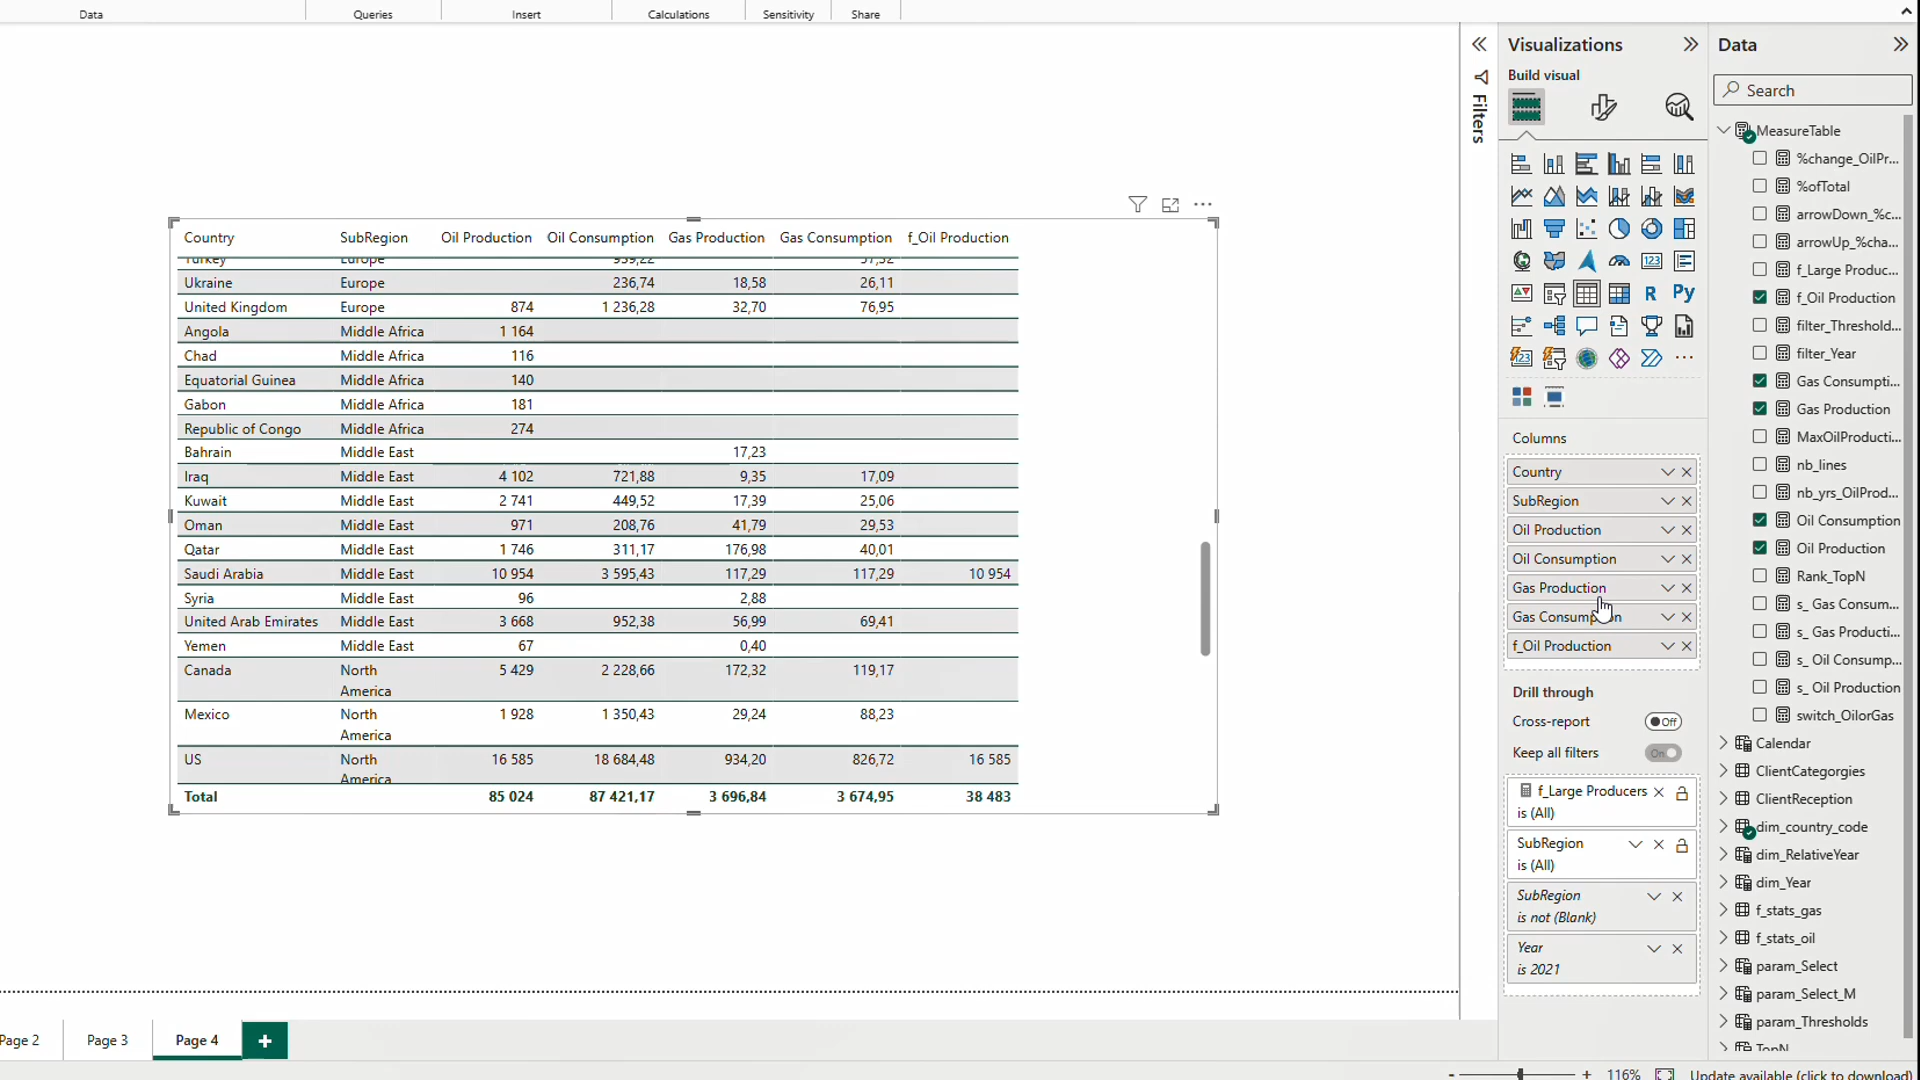 Data Queries Insert Calculations Sensitivity Share
Country SubRegion Oil Production Oil Consumption Gas Production Gas Consumption f_Oil Production
Turkey Europe 939,22 57,32
Ukraine Europe 236,74 18,58 26,11
United Kingdom Europe 874 1 236,28 32,70 76,95
Angola Middle Africa 1 164
Chad Middle Africa 116
Equatorial Guinea Middle Africa 140
Gabon Middle Africa 181
Republic of Congo Middle Africa 274
Bahrain Middle East 17,23
Iraq Middle East 4 102 721,88 9,35 17,09
Kuwait Middle East 2 741 449,52 17,39 25,06
Oman Middle East 971 208,76 41,79 29,53
Qatar Middle East 1 746 311,17 176,98 40,01
Saudi Arabia Middle East 10 954 3 595,43 117,29 117,29 10 954
Syria Middle East 96 2,88
United Arab Emirates Middle East 3 668 952,38 56,99 69,41
Yemen Middle East 67 0,40
Canada North America 5 429 2 228,66 172,32 119,17
Mexico North America 1 928 1 350,43 29,24 88,23
US North America 16 585 18 684,48 934,20 826,72 16 585
Total 85 024 87 421,17 3 696,84 3 674,95 38 483
Page 2 Page 3 Page 4 +
Filters
Visualizations
Build visual
123
R Py
123
Columns
Country
SubRegion
Oil Production
Oil Consumption
Gas Production
Gas Consumption
f_Oil Production
Drill through
Cross-report Off
Keep all filters On
f_Large Producers
is (All)
SubRegion
is (All)
SubRegion
is not (Blank)
Year
is 2021
Data
Search
MeasureTable
%change_OilPr...
%ofTotal
arrowDown_%c...
arrowUp_%cha...
f_Large Produc...
f_Oil Production
filter_Threshold...
filter_Year
Gas Consumpti...
Gas Production
MaxOilProducti...
nb_lines
nb_yrs_OilProd...
Oil Consumption
Oil Production
Rank_TopN
s_ Gas Consum...
s_ Gas Producti...
s_ Oil Consump...
s_ Oil Production
switch_OilorGas
Calendar
ClientCategorgies
ClientReception
dim_country_code
dim_RelativeYear
dim_Year
f_stats_gas
f_stats_oil
param_Select
param_Select_M
param_Thresholds
TopN
- + 116% Update available (click to download)